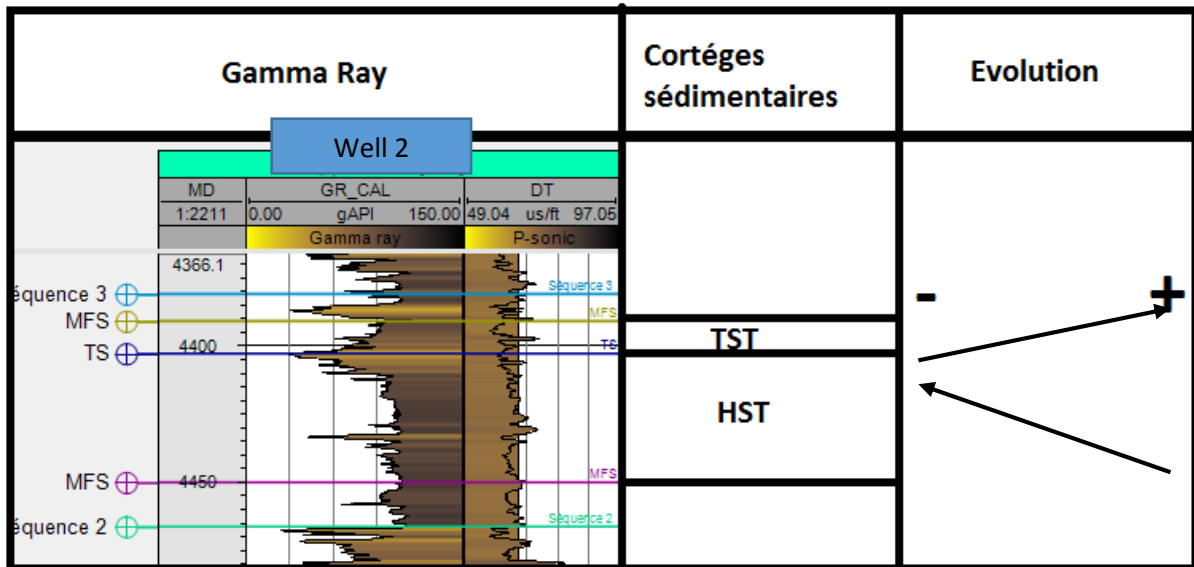 Gamma Ray
Cortéges
sédimentaires
Evolution
Well 2
MD
GR_CAL
DT
1:2211
0.00 gAPI 150.00
49.04 us/ft 97.05
Gamma ray
P-sonic
4366.1
équence 3
Séquence 3
MFS
MFS
TS
4400
TS
TST
HST
MFS
4450
MFS
équence 2
Séquence 2
-
+